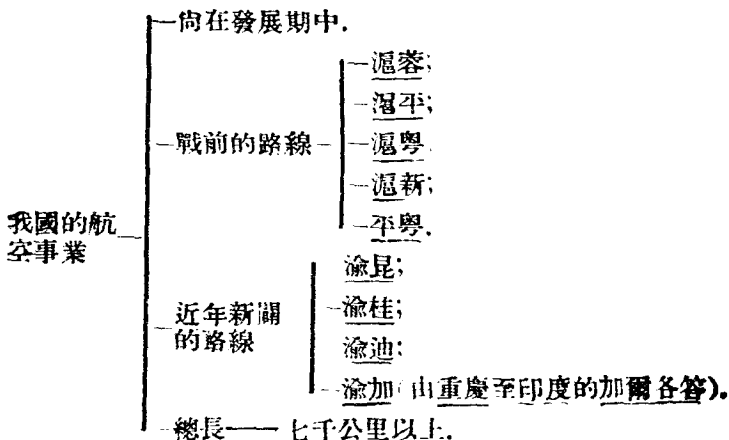 尙在發展期中.
滬蓉;
滬平;
戰前的路線
滬粤.
滬新;
平粤.
我國的航
空事業
渝昆;
近年新闢
的路線
渝桂;
渝迪;
渝加(由重慶至印度的加爾各答).
總長——七千公里以上.